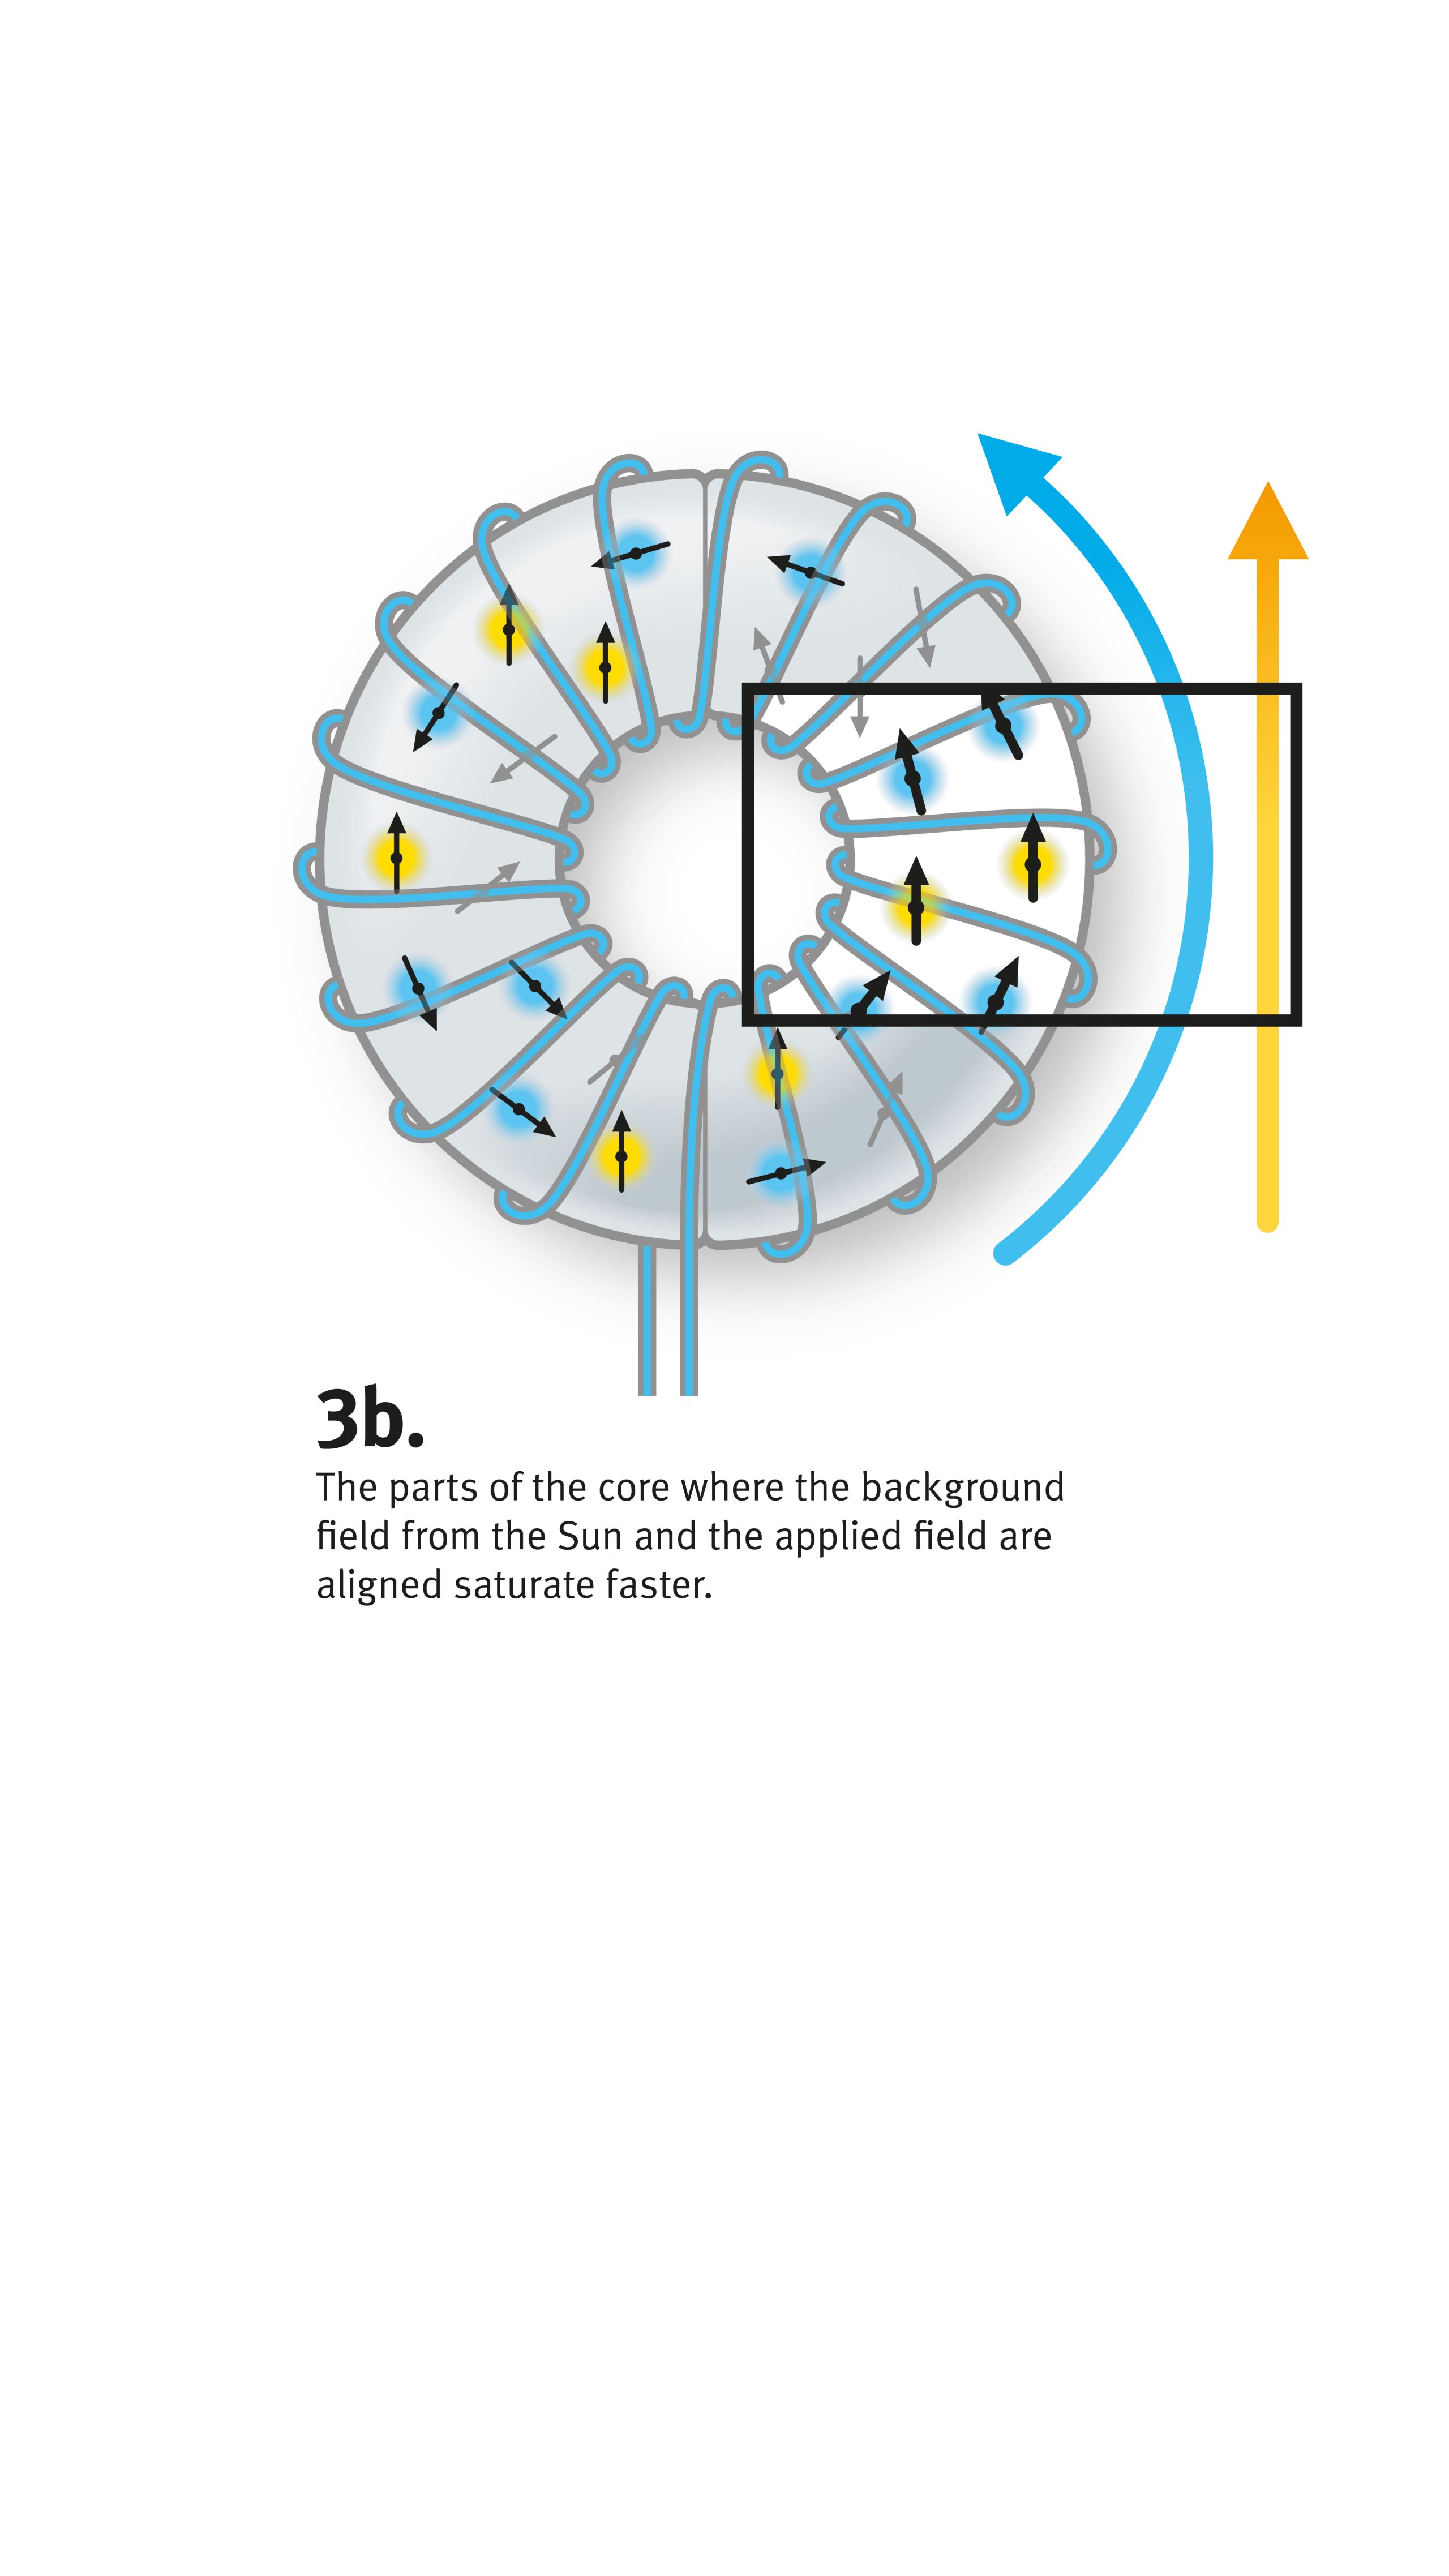 3b.
The parts of the core where the background
field from the Sun and the applied field are
aligned saturate faster.